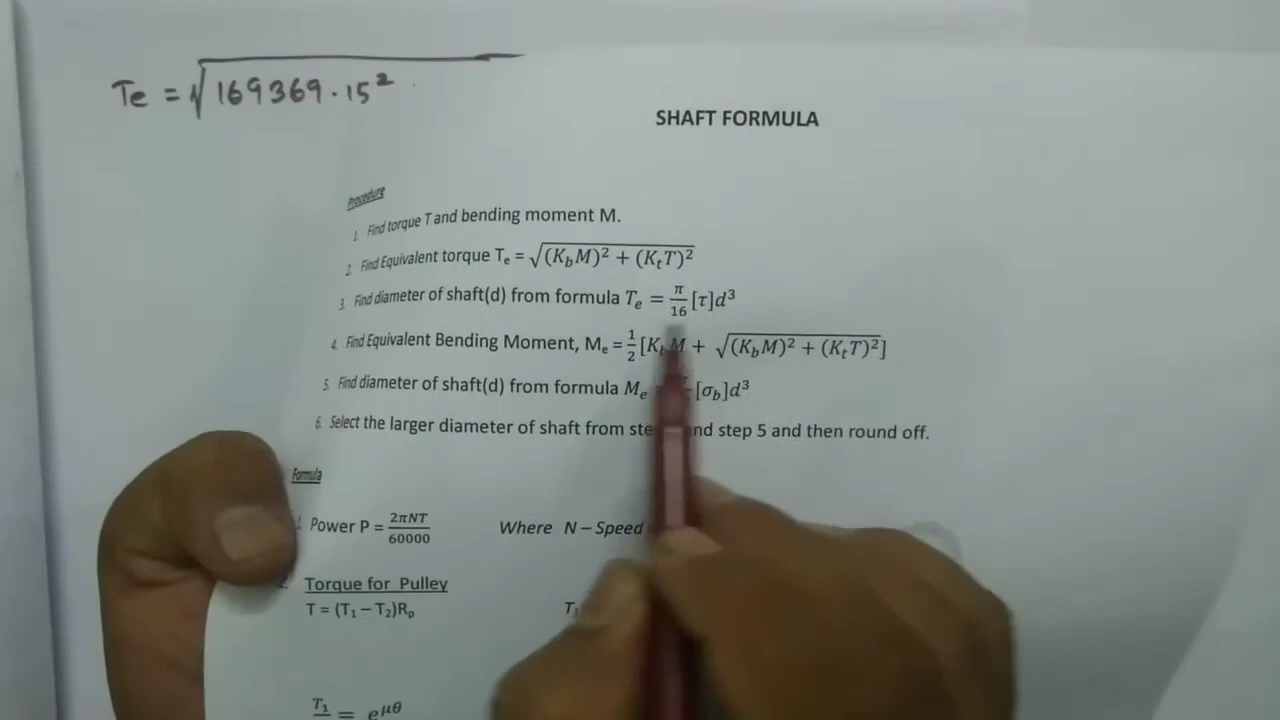 Te = √169369.15²
SHAFT FORMULA
Procedure
1. Find torque T and bending moment M.
2. Find Equivalent torque Tₑ = √(K_bM)² + (K_tT)²
3. Find diameter of shaft(d) from formula Tₑ = π/16 [τ]d³
4. Find Equivalent Bending Moment, Mₑ = 1/2 [K_bM + √(K_bM)² + (K_tT)²]
5. Find diameter of shaft(d) from formula Mₑ [σ_b]d³
6. Select the larger diameter of shaft from nd step 5 and then round off.
Formula
Power P = 2πNT/60000 Where N – Speed
2. Torque for Pulley
T = (T₁ – T₂)Rₚ
T₁ = e^μθ